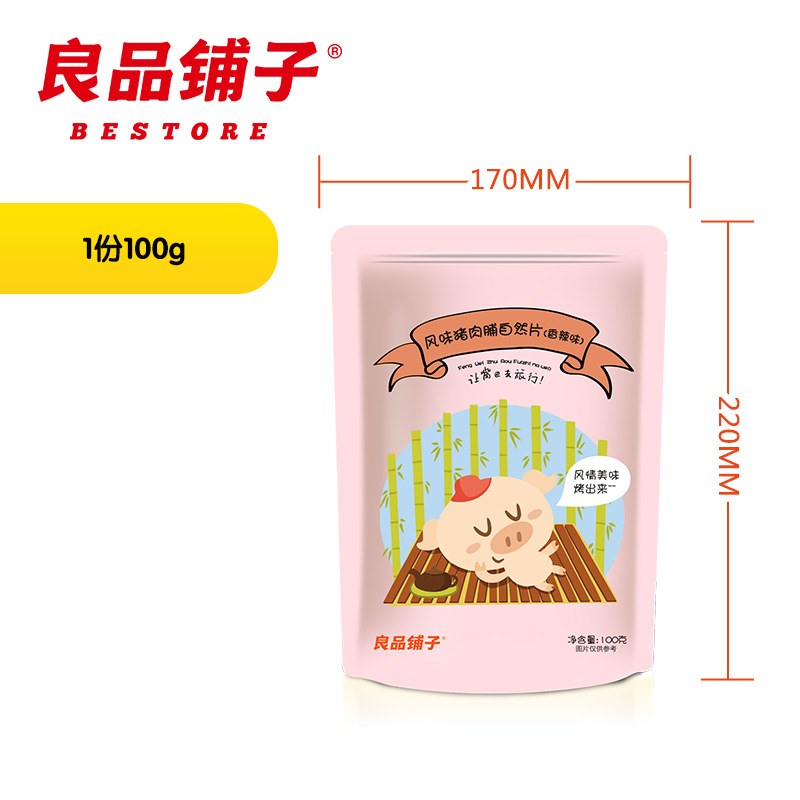 良品铺子®
BESTORE
170MM
1份100g
220MM
风味猪肉脯自然片(香辣味)
让嘴巴去旅行!
风情美味
烤出来~~
良品铺子®
净含量:100克
图片仅供参考